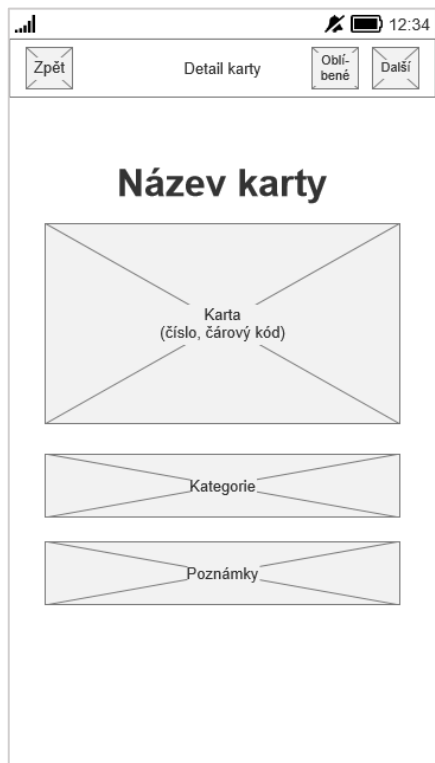 12:34
Zpět
Detail karty
Oblí-
bené
Další
Název karty
Karta
(číslo, čárový kód)
Kategorie
Poznámky